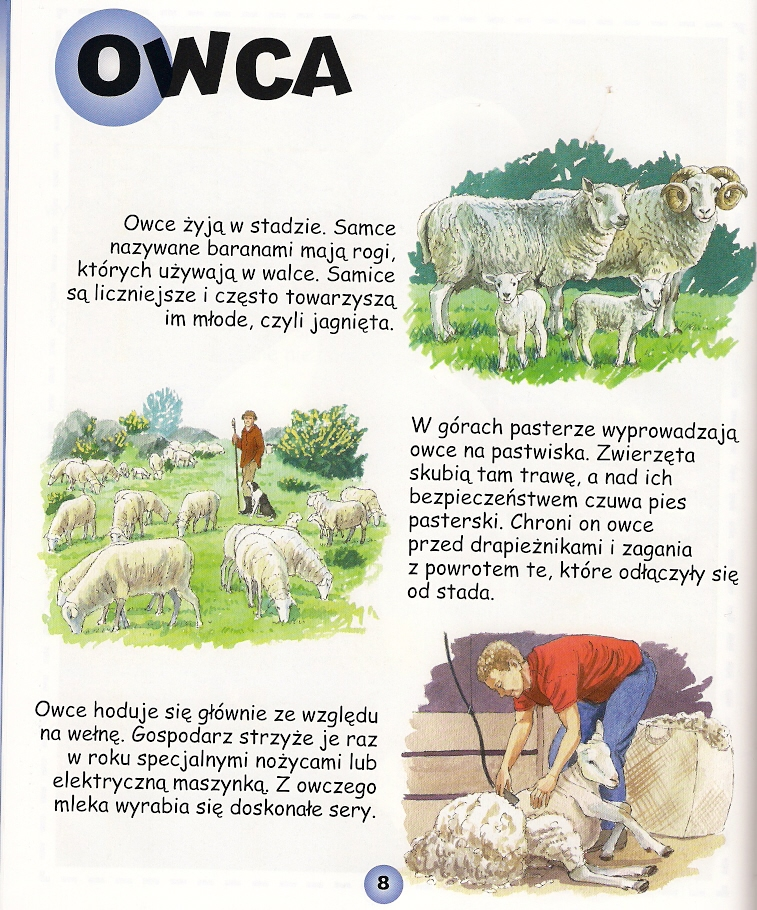 OWCA
Owce żyją w stadzie. Samce
nazywane baranami mają rogi,
których używają w walce. Samice
są liczniejsze i często towarzyszą
im młode, czyli jagnięta.
W górach pasterze wyprowadzają
owce na pastwiska. Zwierzęta
skubią tam trawę, a nad ich
bezpieczeństwem czuwa pies
pasterski. Chroni on owce
przed drapieżnikami i zagania
z powrotem te, które odłączyły się
od stada.
Owce hoduje się głównie ze względu
na wełnę. Gospodarz strzyże je raz
w roku specjalnymi nożycami lub
elektryczną maszynką. Z owczego
mleka wyrabia się doskonałe sery.
8